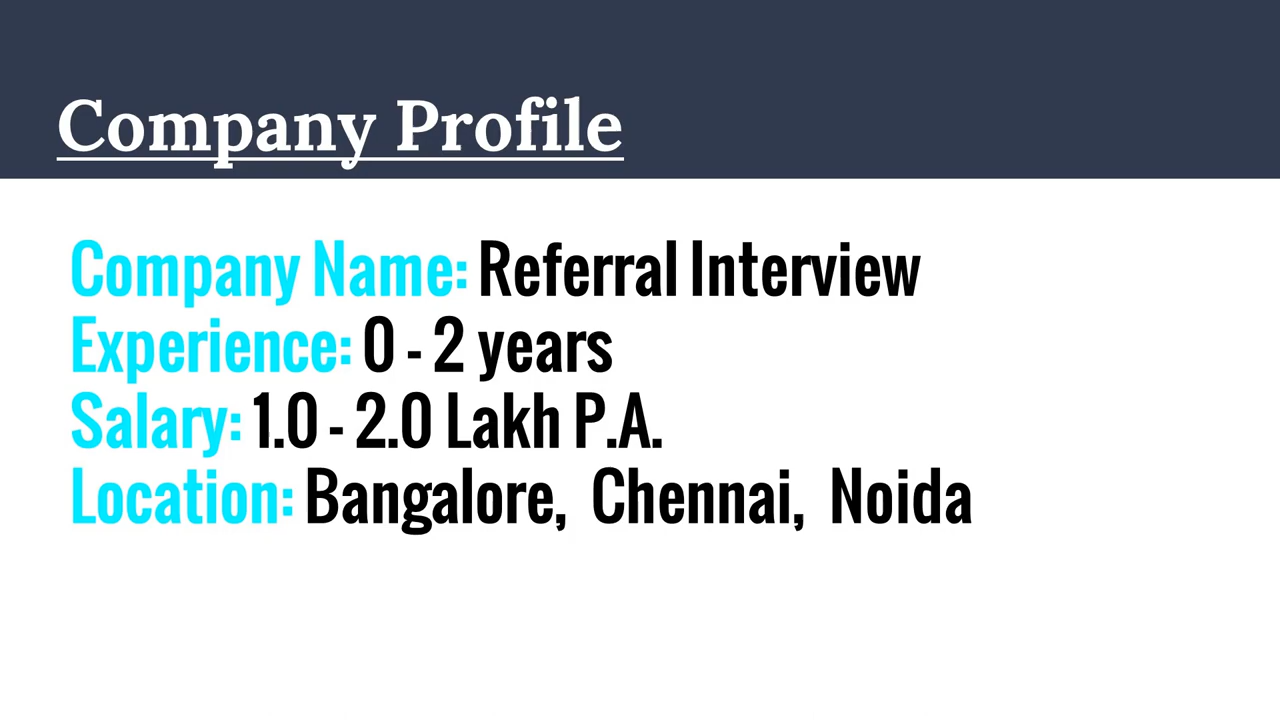 Company Profile
Company Name: Referral Interview
Experience: 0 - 2 years
Salary: 1.0 - 2.0 Lakh P.A.
Location: Bangalore, Chennai, Noida